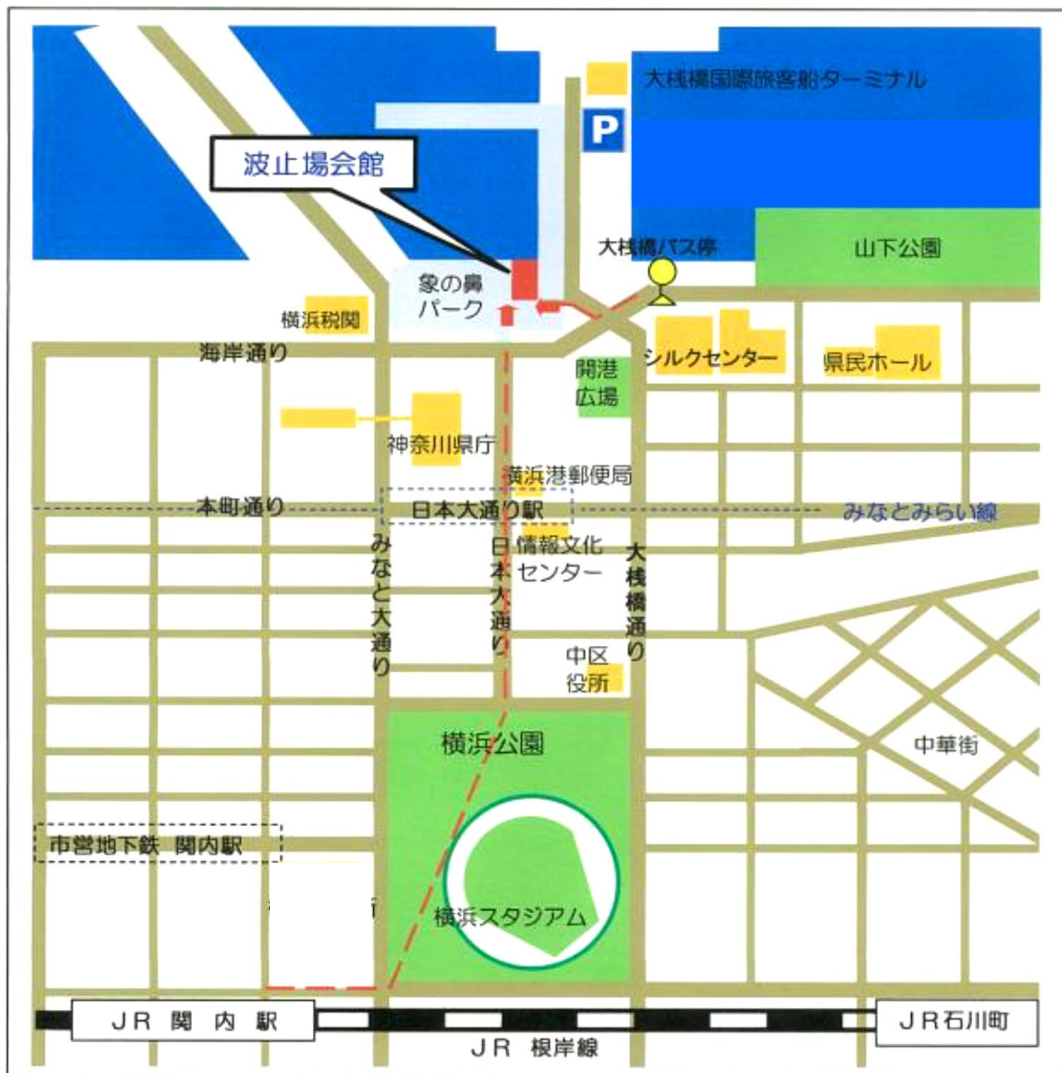 大桟橋国際旅客船ターミナル
P
波止場会館
大桟橋バス停
山下公園
象の鼻
パーク
横浜税関
海岸通り
シルクセンター
県民ホール
開港
広場
神奈川県庁
横浜港郵便局
本町通り
日本大通り駅
みなとみらい線
みなと大通り
日本大通り
情報文化
センター
大桟橋通り
中区
役所
横浜公園
中華街
市営地下鉄 関内駅
横浜スタジアム
JR 関 内 駅
JR石川町
JR 根岸線